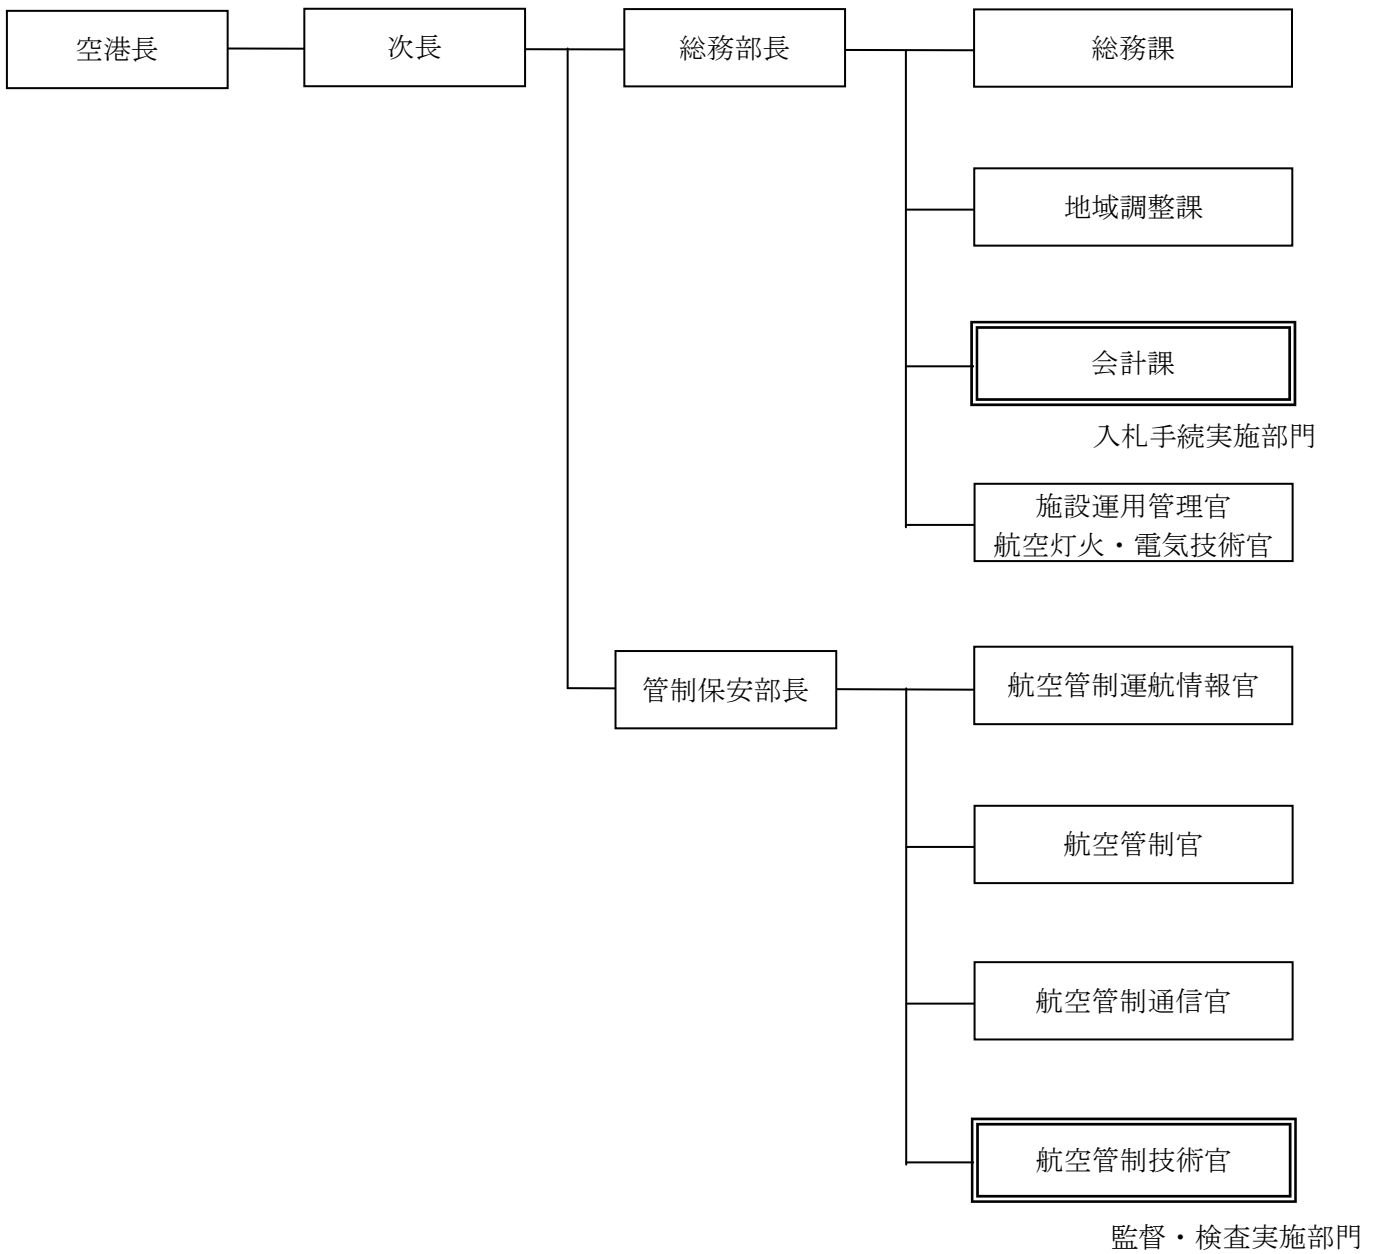 空港長
次長
総務部長
総務課
地域調整課
会計課
入札手続実施部門
施設運用管理官
航空灯火・電気技術官
管制保安部長
航空管制運航情報官
航空管制官
航空管制通信官
航空管制技術官
監督・検査実施部門